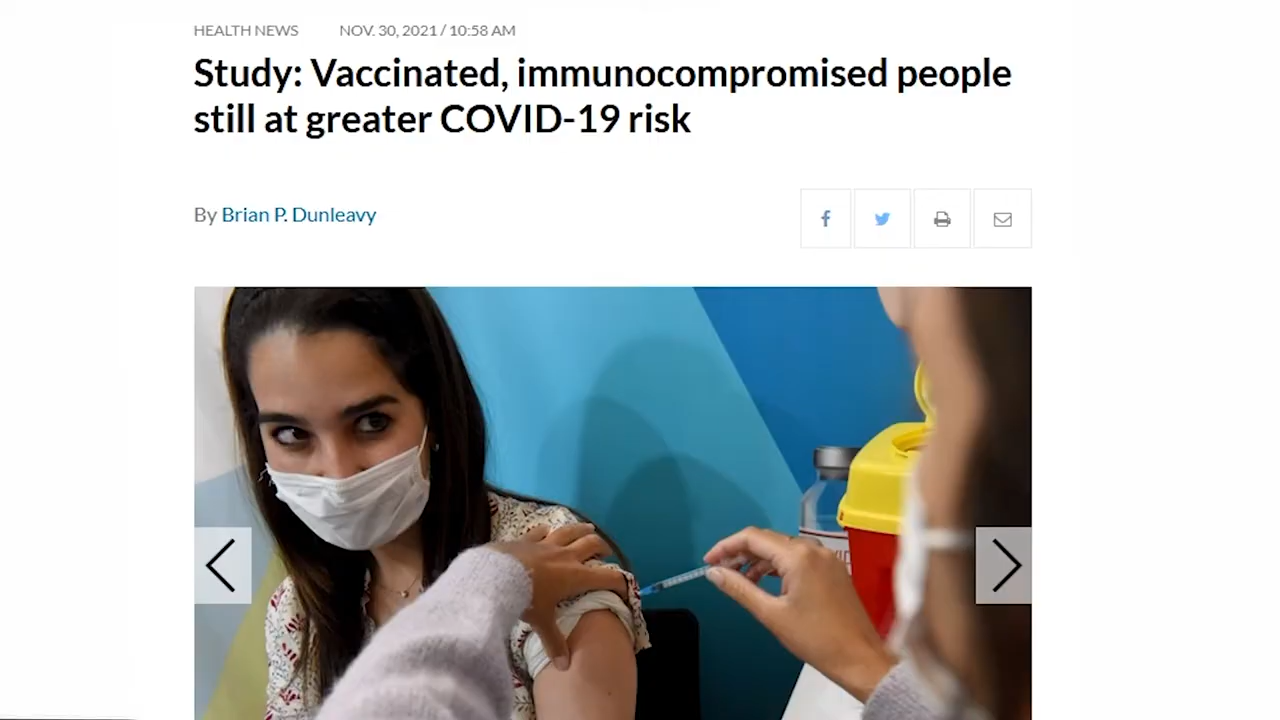 HEALTH NEWS NOV. 30, 2021 / 10:58 AM
Study: Vaccinated, immunocompromised people
still at greater COVID-19 risk
By Brian P. Dunleavy